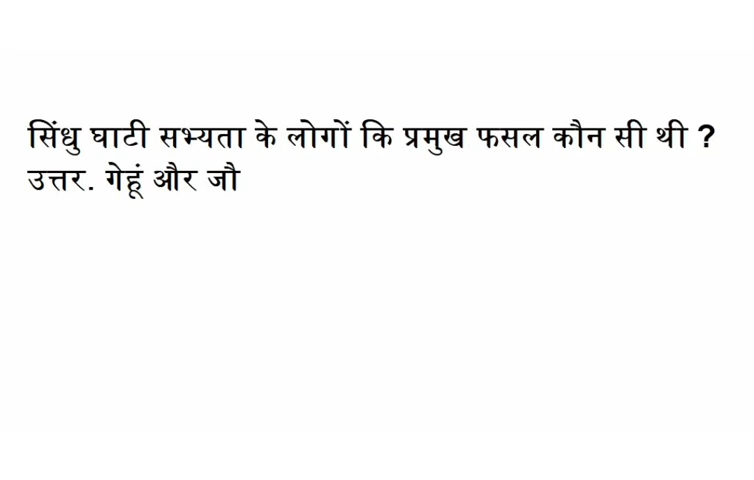 सिंधु घाटी सभ्यता के लोगों कि प्रमुख फसल कौन सी थी ?
उत्तर. गेहूं और जौ